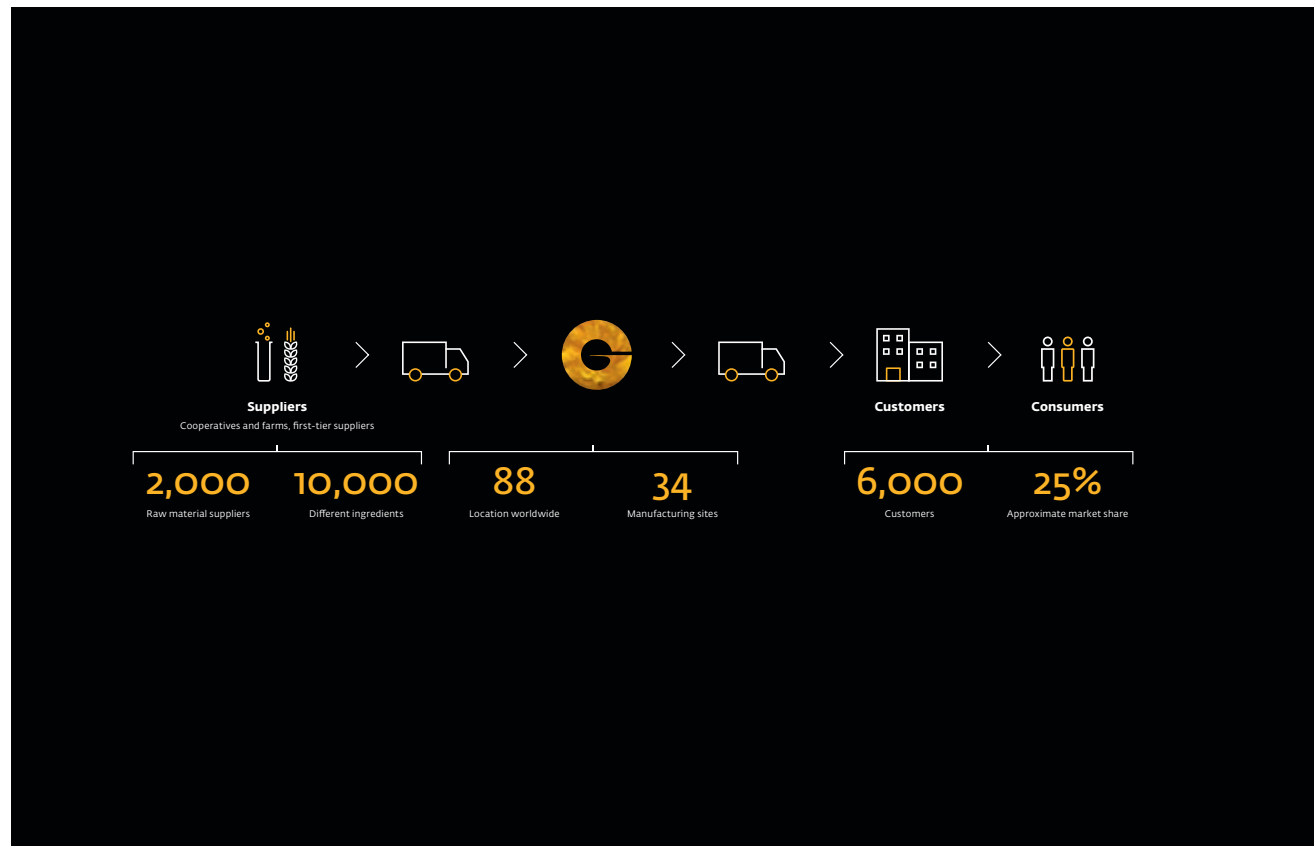 Suppliers
Cooperatives and farms, first-tier suppliers
Customers
Consumers
2,000
Raw material suppliers
10,000
Different ingredients
88
Location worldwide
34
Manufacturing sites
6,000
Customers
25%
Approximate market share